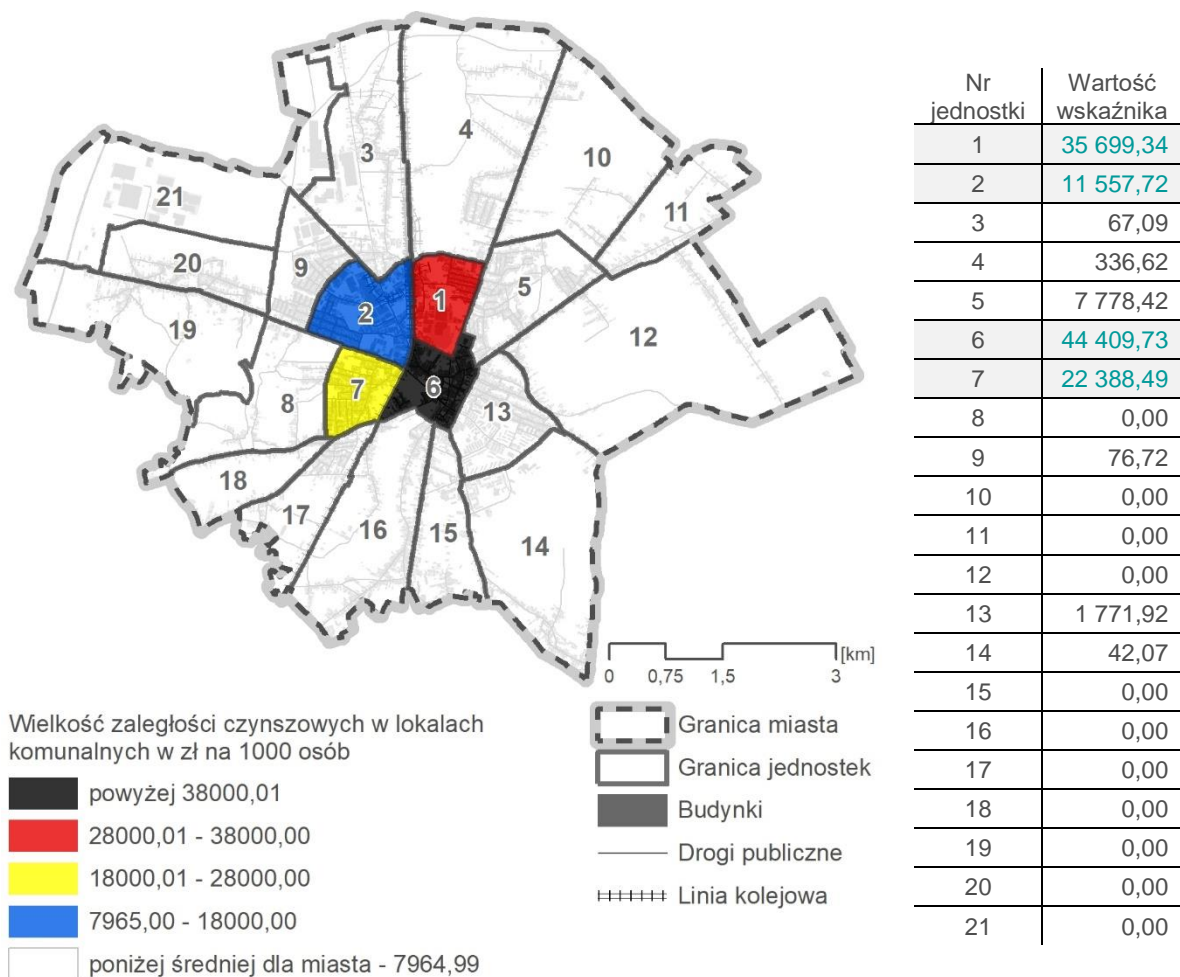 3
4
10
21
11
20
9
5
1
2
19
12
7
6
8
13
18
17
16
15
14
[km]
0 0,75 1,5 3
Wielkość zaległości czynszowych w lokalach
komunalnych w zł na 1000 osób
powyżej 38000,01
28000,01 - 38000,00
18000,01 - 28000,00
7965,00 - 18000,00
poniżej średniej dla miasta - 7964,99
Granica miasta
Granica jednostek
Budynki
Drogi publiczne
Linia kolejowa
Nr jednostki Wartość wskaźnika
1 35 699,34
2 11 557,72
3 67,09
4 336,62
5 7 778,42
6 44 409,73
7 22 388,49
8 0,00
9 76,72
10 0,00
11 0,00
12 0,00
13 1 771,92
14 42,07
15 0,00
16 0,00
17 0,00
18 0,00
19 0,00
20 0,00
21 0,00